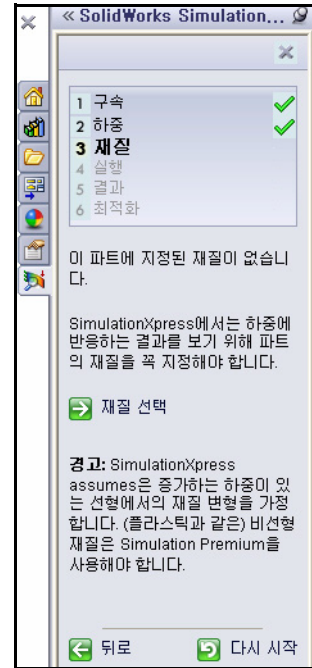 « SolidWorks Simulation...
1 구속
2 하중
3 재질
4 실행
5 결과
6 최적화
이 파트에 지정된 재질이 없습니
다.
SimulationXpress에서는 하중에
반응하는 결과를 보기 위해 파트
의 재질을 꼭 지정해야 합니다.
재질 선택
경고: SimulationXpress
assumes은 증가하는 하중이 있
는 선형에서의 재질 변형을 가정
합니다. (플라스틱과 같은) 비선형
재질은 Simulation Premium을
사용해야 합니다.
뒤로 다시 시작